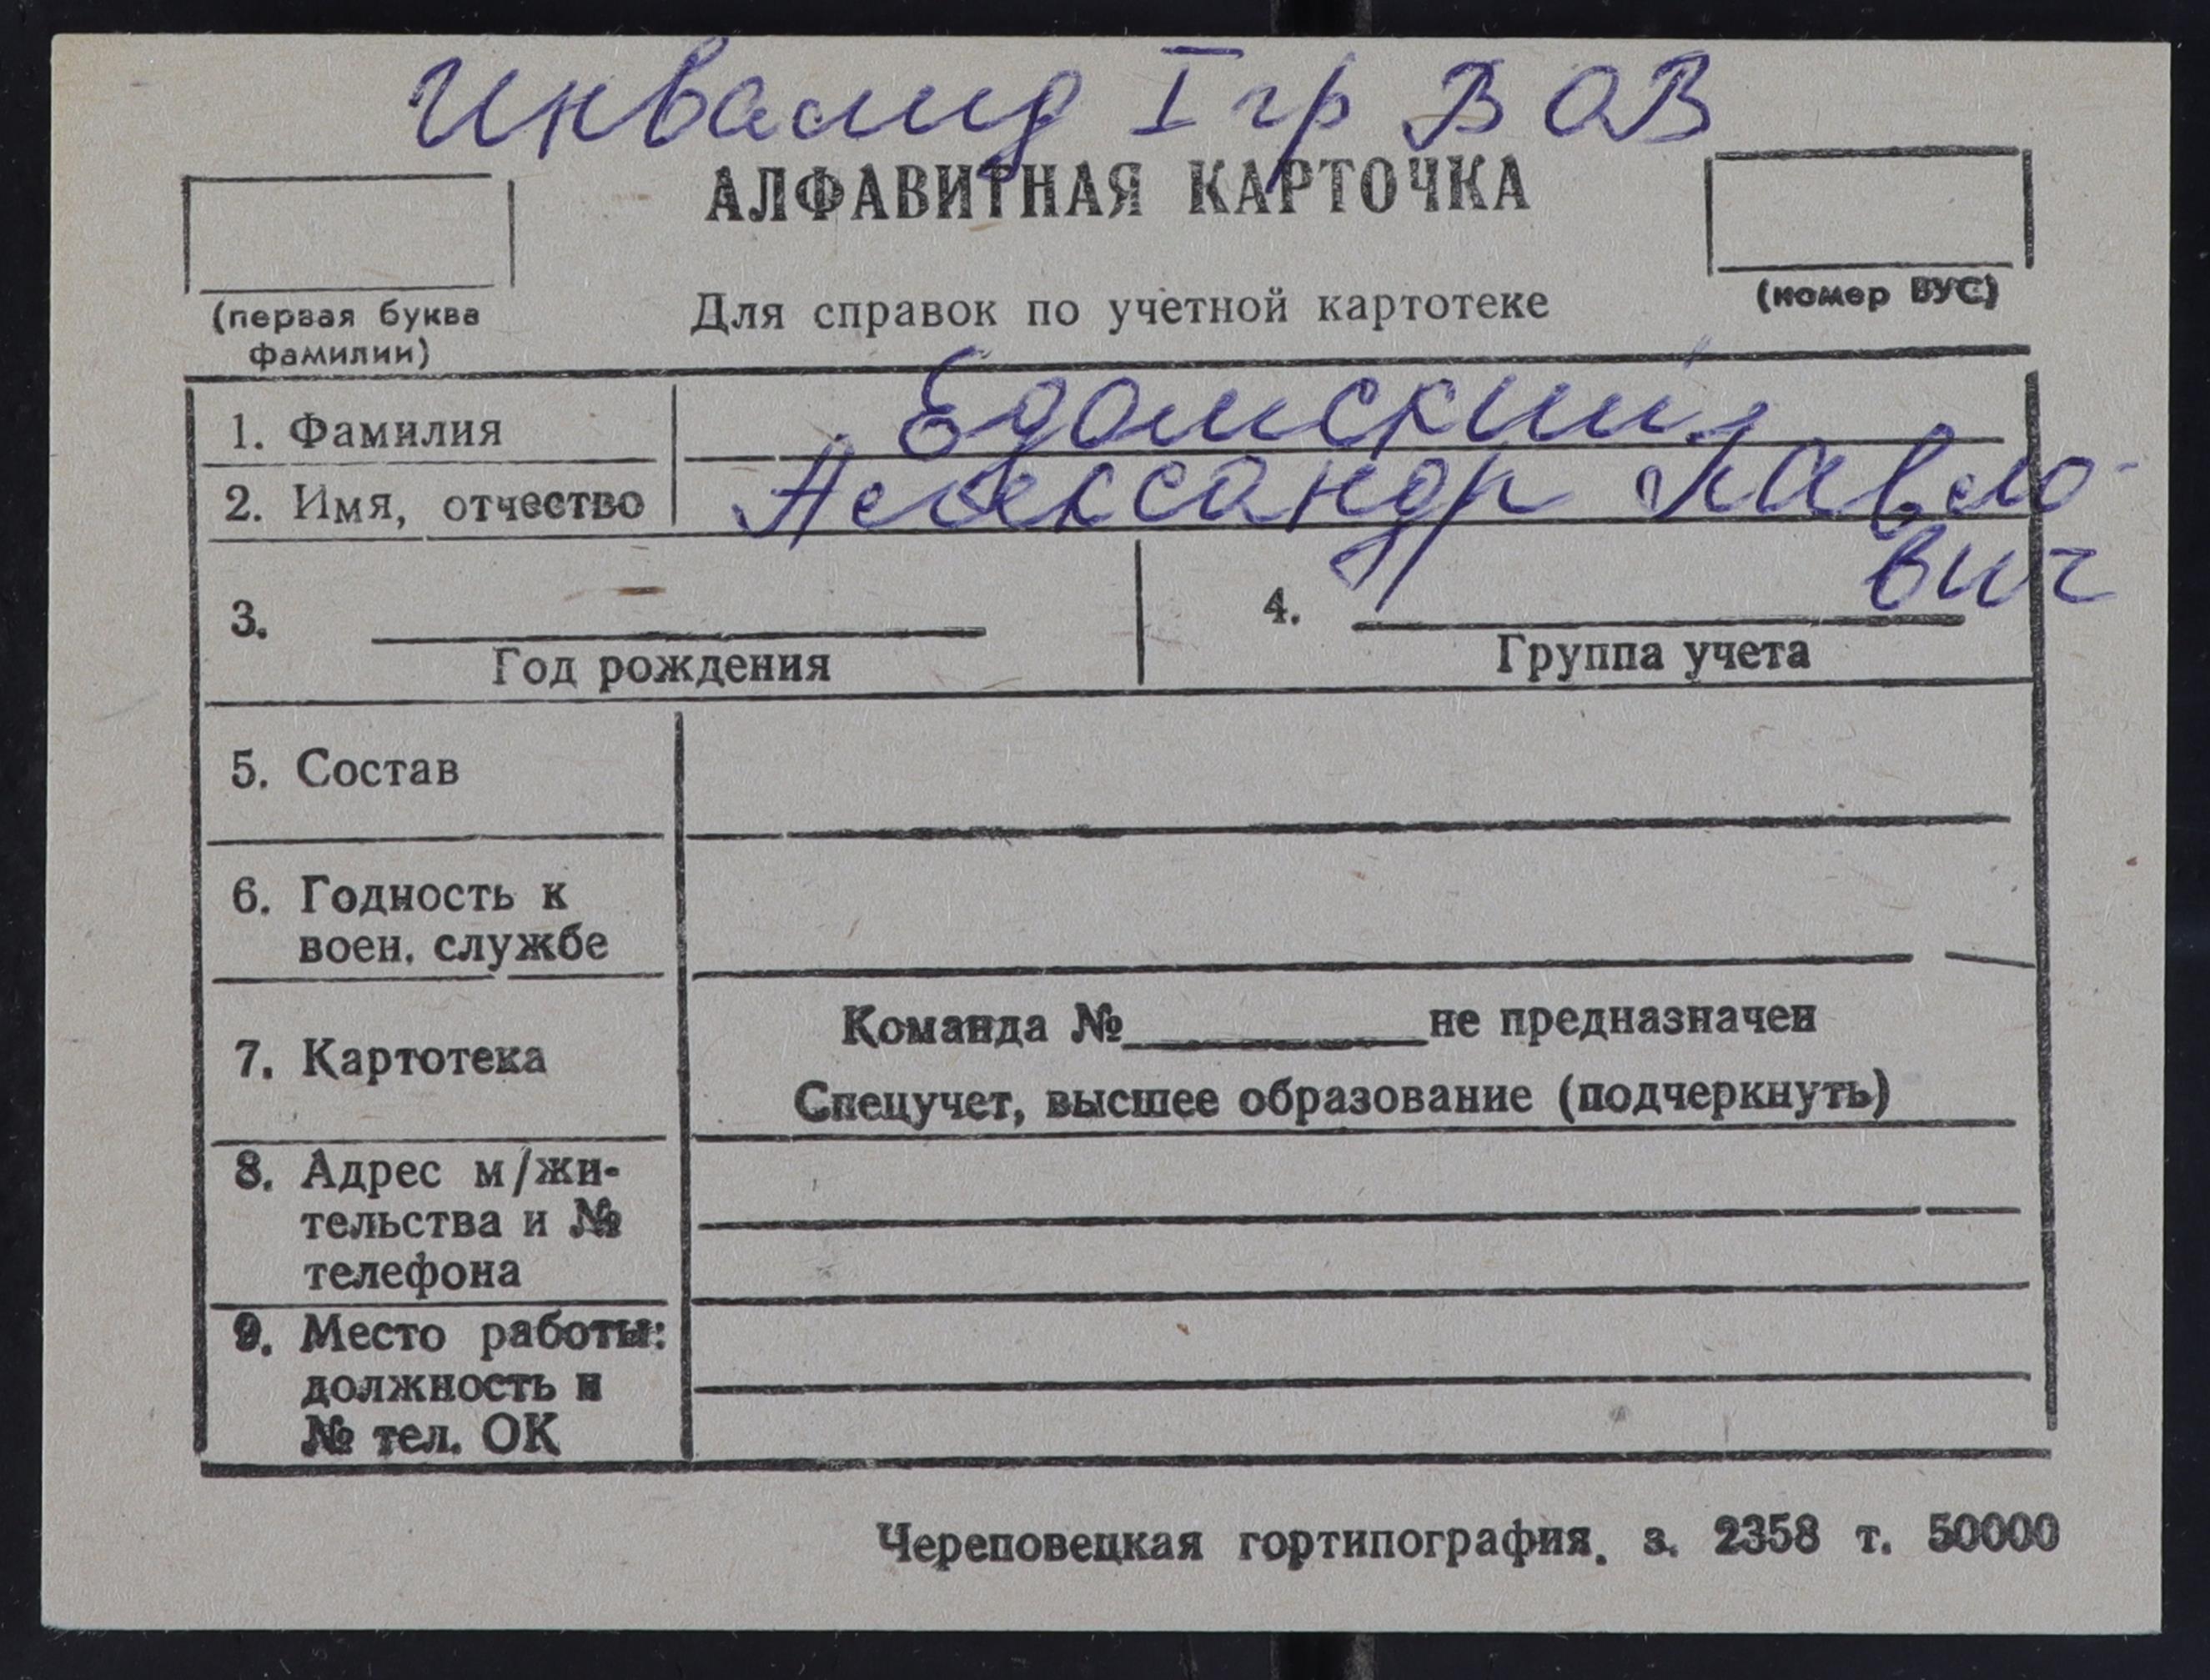 Инвалид I гр ВОВ
АЛФАВИТНАЯ КАРТОЧКА
(первая буква
фамилии)
Для справок по учетной картотеке
(номер ВУС)
1. Фамилия Едомский
2. Имя, отчество Александр Павло-
вич
3.
Год рождения
4.
Группа учета
5. Состав
6. Годность к
воен. службе
7. Картотека
Команда №__________не предназначен
Спецучет, высшее образование (подчеркнуть)
8. Адрес м/жи-
тельства и №
телефона
9. Место работы:
должность и
№ тел. ОК
Череповецкая гортипография. з. 2358 т. 50000